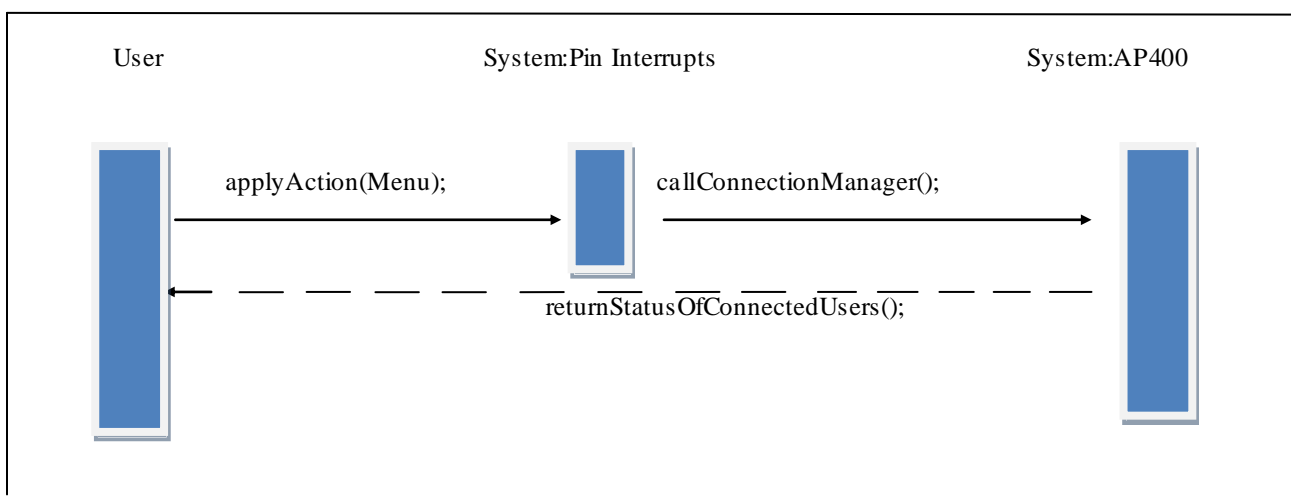 User
System:Pin Interrupts
System:AP400
applyAction(Menu);
callConnectionManager();
returnStatusOfConnectedUsers();